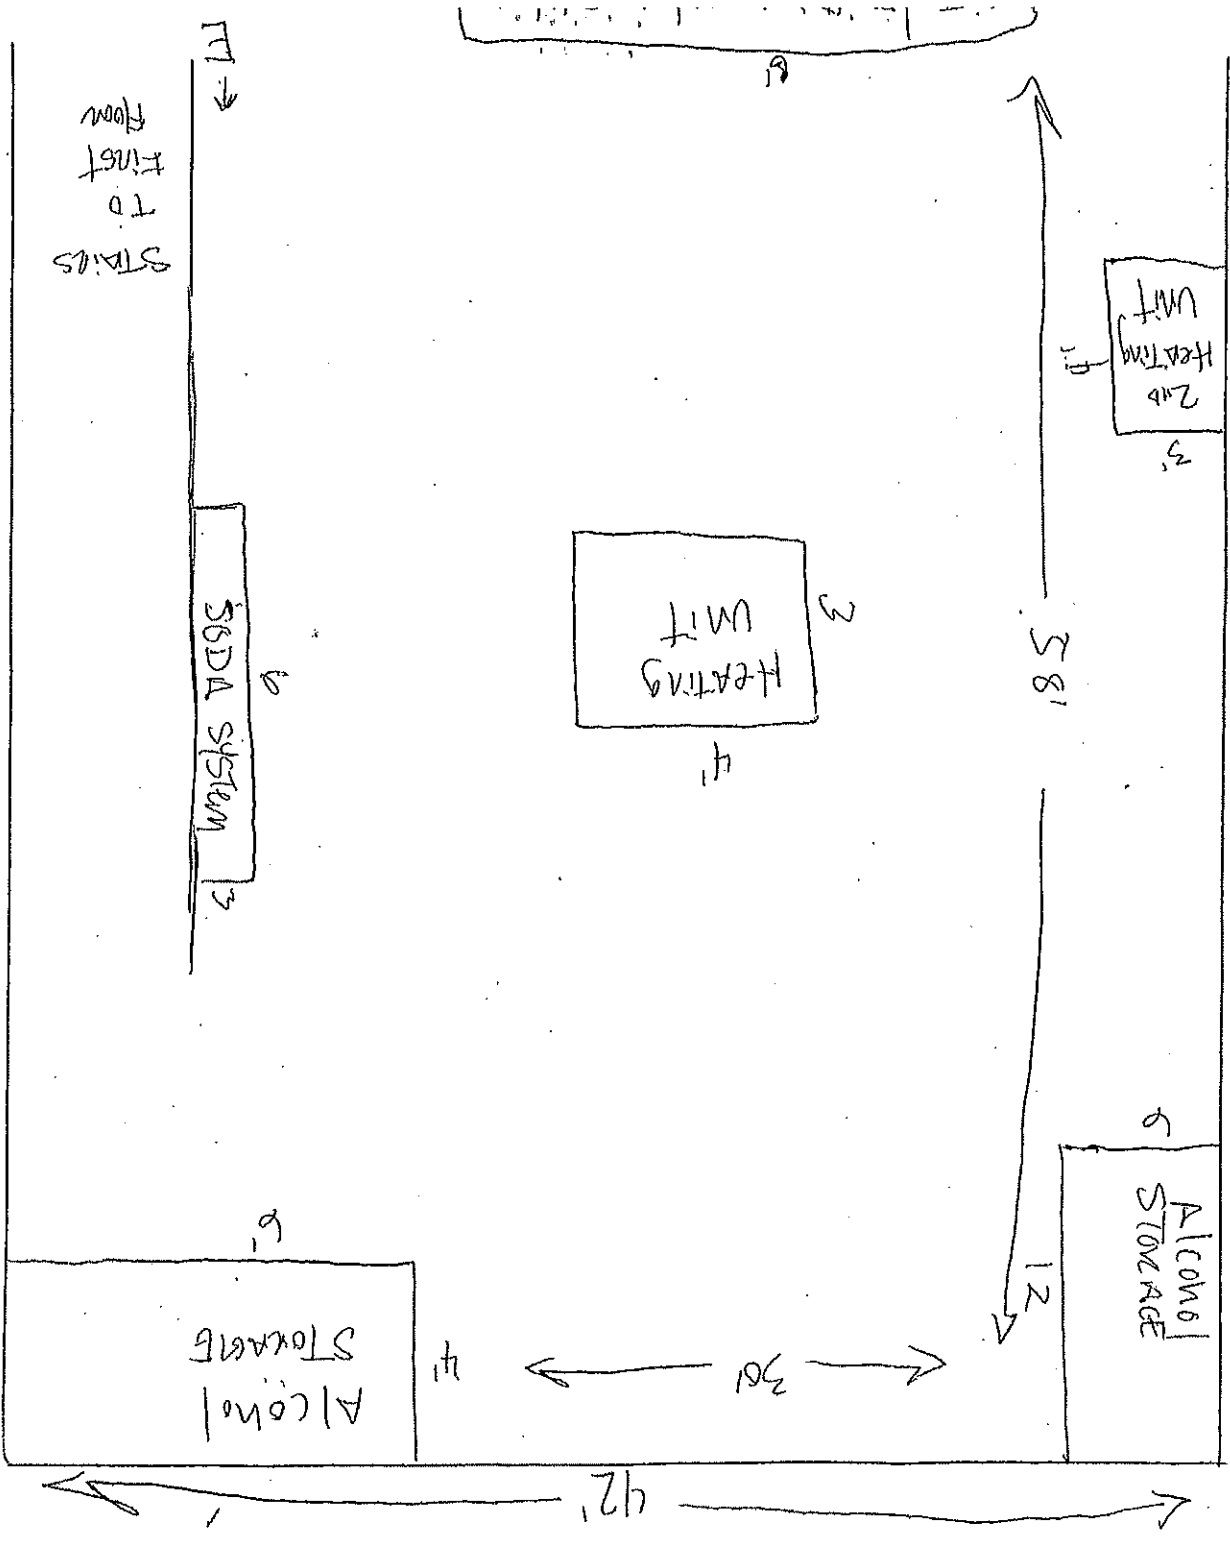 42'
Alcohol
STORAGE
12
6
30'
Alcohol
STORAGE
4'
6'
58'
4'
Heating
unit
3
SODA SYSTEM
3
6
3'
2ND
Heating
unit
STAIRS
TO
First
Floor
E